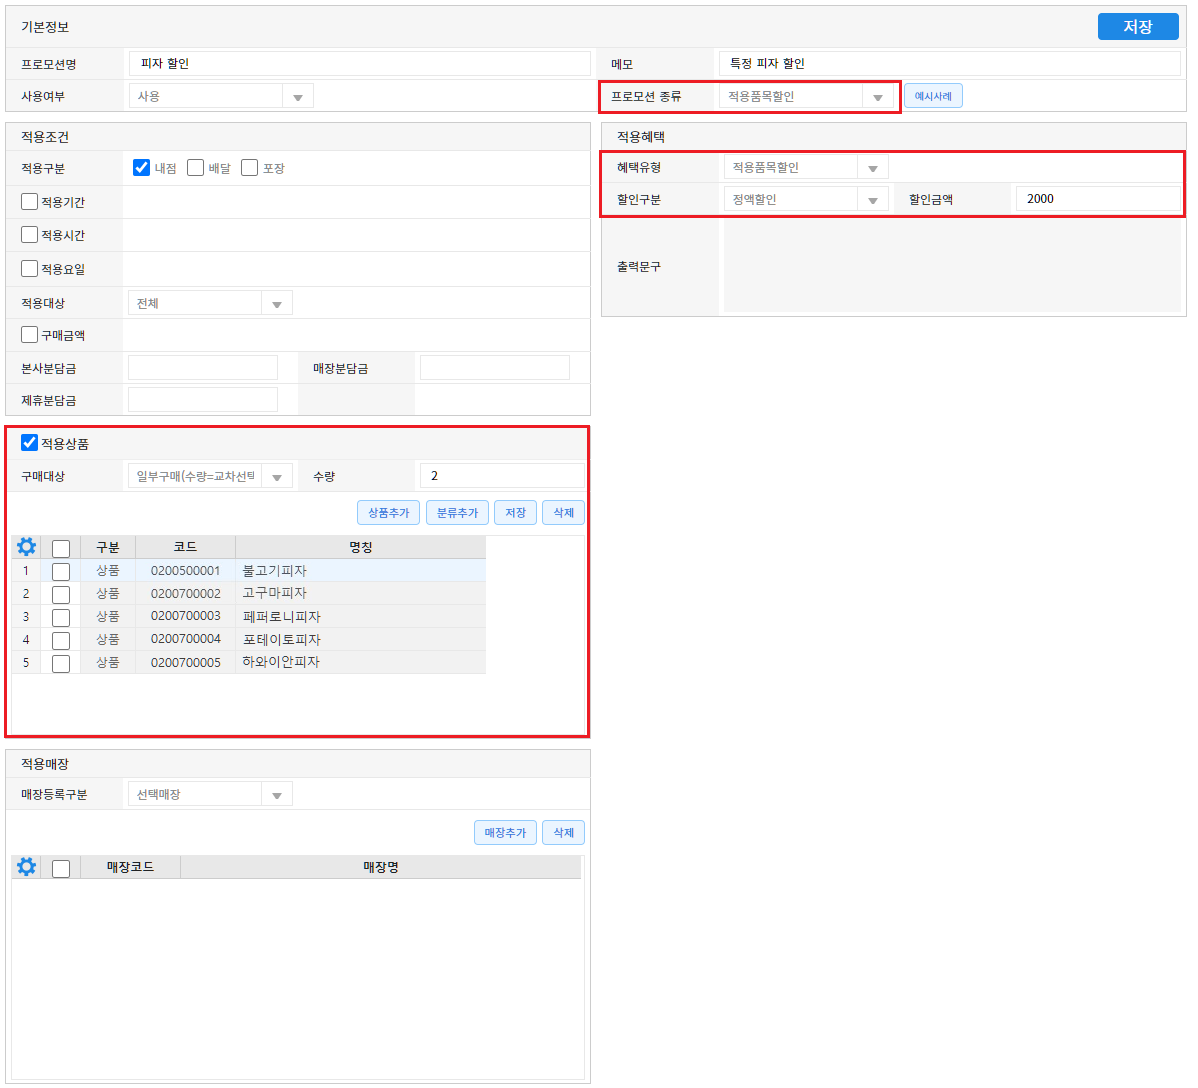 기본정보
저장
프로모션명 피자 할인 메모 특정 피자 할인
사용여부 사용 프로모션 종류 적용품목할인 예시사례
적용조건
적용구분 내점 배달 포장
적용기간
적용시간
적용요일
적용대상 전체
구매금액
본사분담금 매장분담금
제휴분담금
적용혜택
혜택유형 적용품목할인
할인구분 정액할인 할인금액 2000
출력문구
적용상품
구매대상 일부구매(수량=교차선택 수량 2
상품추가 분류추가 저장 삭제
구분 코드 명칭
1 상품 0200500001 불고기피자
2 상품 0200700002 고구마피자
3 상품 0200700003 페퍼로니피자
4 상품 0200700004 포테이토피자
5 상품 0200700005 하와이안피자
적용매장
매장등록구분 선택매장
매장추가 삭제
매장코드 매장명